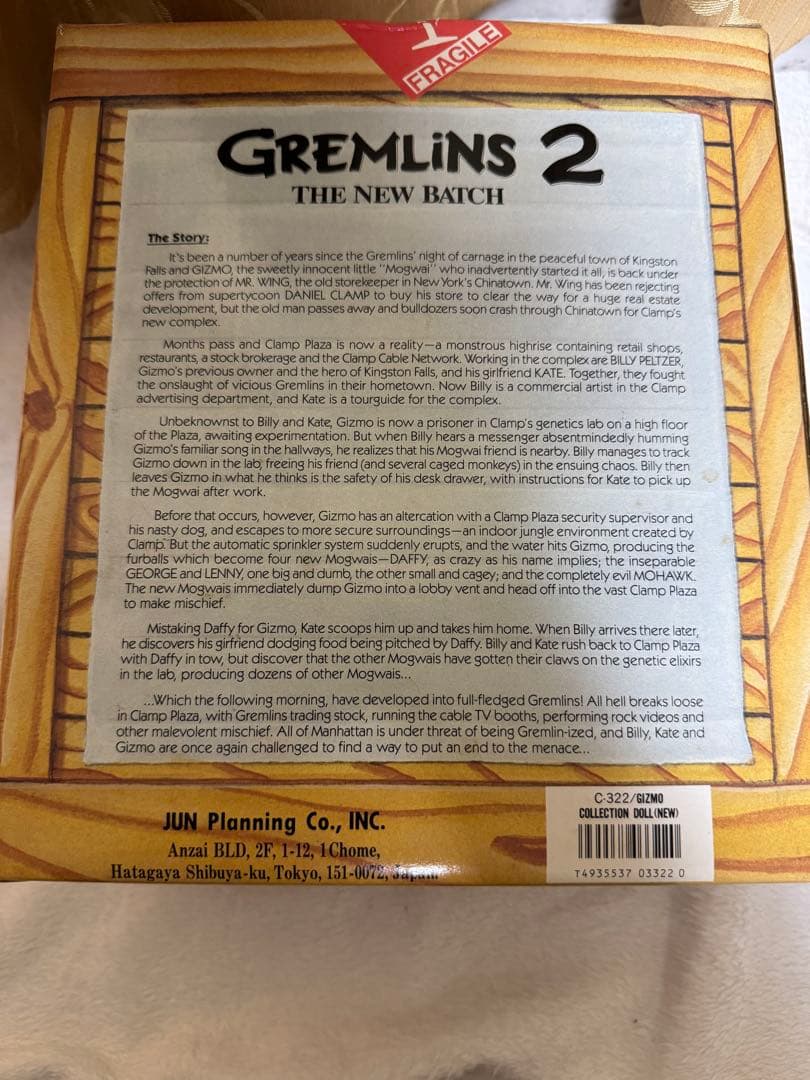 FRAGILE
GREMLiNS 2
THE NEW BATCH
The Story:
It's been a number of years since the Gremlins' night of carnage in the peaceful town of Kingston
Falls and GIZMO, the sweetly innocent little "Mogwai" who inadvertently started it all, is back under
the protection of MR. WING, the old storekeeper in New York's Chinatown. Mr. Wing has been rejecting
offers from supertycoon DANIEL CLAMP to buy his store to clear the way for a huge real estate
development, but the old man passes away and bulldozers soon crash through Chinatown for Clamp's
new complex.
Months pass and Clamp Plaza is now a reality—a monstrous highrise containing retail shops,
restaurants, a stock brokerage and the Clamp Cable Network. Working in the complex are BILLY PELTZER,
Gizmo's previous owner and the hero of Kingston Falls, and his girlfriend KATE. Together, they fought
the onslaught of vicious Gremlins in their hometown. Now Billy is a commercial artist in the Clamp
advertising department, and Kate is a tourguide for the complex.
Unbeknownst to Billy and Kate, Gizmo is now a prisoner in Clamp's genetics lab on a high floor
of the Plaza, awaiting experimentation. But when Billy hears a messenger absentmindedly humming
Gizmo's familiar song in the hallways, he realizes that his Mogwai friend is nearby. Billy manages to track
Gizmo down in the lab, freeing his friend (and several caged monkeys) in the ensuing chaos. Billy then
leaves Gizmo in what he thinks is the safety of his desk drawer, with instructions for Kate to pick up
the Mogwai after work.
Before that occurs, however, Gizmo has an altercation with a Clamp Plaza security supervisor and
his nasty dog, and escapes to more secure surroundings—an indoor jungle environment created by
Clamp. But the automatic sprinkler system suddenly erupts, and the water hits Gizmo, producing the
furballs which become four new Mogwais—DAFFY, as crazy as his name implies; the inseparable
GEORGE and LENNY, one big and dumb, the other small and cagey; and the completely evil MOHAWK.
The new Mogwais immediately dump Gizmo into a lobby vent and head off into the vast Clamp Plaza
to make mischief.
Mistaking Daffy for Gizmo, Kate scoops him up and takes him home. When Billy arrives there later,
he discovers his girlfriend dodging food being pitched by Daffy. Billy and Kate rush back to Clamp Plaza
with Daffy in tow, but discover that the other Mogwais have gotten their claws on the genetic elixirs
in the lab, producing dozens of other Mogwais...
...Which the following morning, have developed into full-fledged Gremlins! All hell breaks loose
in Clamp Plaza, with Gremlins trading stock, running the cable TV booths, performing rock videos and
other malevolent mischief. All of Manhattan is under threat of being Gremlin-ized, and Billy, Kate and
Gizmo are once again challenged to find a way to put an end to the menace...
JUN Planning Co., INC.
Anzai BLD, 2F, 1-12, 1Chome,
Hatagaya Shibuya-ku, Tokyo, 151-0072, Japan
C-322/GIZMO
COLLECTION DOLL(NEW)
T4935537 03322 0